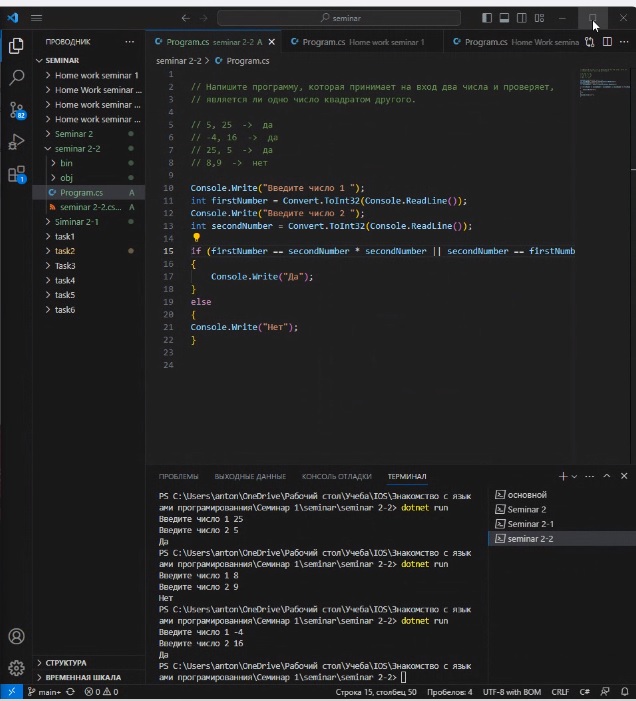 seminar
ПРОВОДНИК
Program.cs seminar 2-2 A
Program.cs Home work seminar 1
Program.cs Home Work semina
SEMINAR
Home work seminar 1
Home Work seminar ...
Home work seminar ...
Home work seminar ...
Seminar 2
seminar 2-2
bin
obj
Program.cs A
seminar 2-2.cs... A
Siminar 2-1
task1
task2
Task3
task4
task5
task6
СТРУКТУРА
ВРЕМЕННАЯ ШКАЛА
82
1
seminar 2-2 > Program.cs
1
2 // Напишите программу, которая принимает на вход два числа и проверяет,
3 // является ли одно число квадратом другого.
4
5 // 5, 25 -> да
6 // -4, 16 -> да
7 // 25, 5 -> да
8 // 8,9 -> нет
9
10 Console.Write("Введите число 1 ");
11 int firstNumber = Convert.ToInt32(Console.ReadLine());
12 Console.Write("Введите число 2 ");
13 int secondNumber = Convert.ToInt32(Console.ReadLine());
14
15 if (firstNumber == secondNumber * secondNumber || secondNumber == firstNumb
16 {
17 Console.Write("Да");
18 }
19 else
20 {
21 Console.Write("Нет");
22 }
23
24
ПРОБЛЕМЫ ВЫХОДНЫЕ ДАННЫЕ КОНСОЛЬ ОТЛАДКИ ТЕРМИНАЛ
PS C:\Users\anton\OneDrive\Рабочий стол\Учеба\IOS\Знакомство с язык
ами програмирования\Семинар 1\seminar\seminar 2-2> dotnet run
Введите число 1 25
Введите число 2 5
Да
PS C:\Users\anton\OneDrive\Рабочий стол\Учеба\IOS\Знакомство с язык
ами програмирования\Семинар 1\seminar\seminar 2-2> dotnet run
Введите число 1 8
Введите число 2 9
Нет
PS C:\Users\anton\OneDrive\Рабочий стол\Учеба\IOS\Знакомство с язык
ами програмирования\Семинар 1\seminar\seminar 2-2> dotnet run
Введите число 1 -4
Введите число 2 16
Да
PS C:\Users\anton\OneDrive\Рабочий стол\Учеба\IOS\Знакомство с язык
ами програмирования\Семинар 1\seminar\seminar 2-2>
основной
Seminar 2
Seminar 2-1
seminar 2-2
main+ 0 0 Строка 15, столбец 50 Пробелов: 4 UTF-8 with BOM CRLF C#